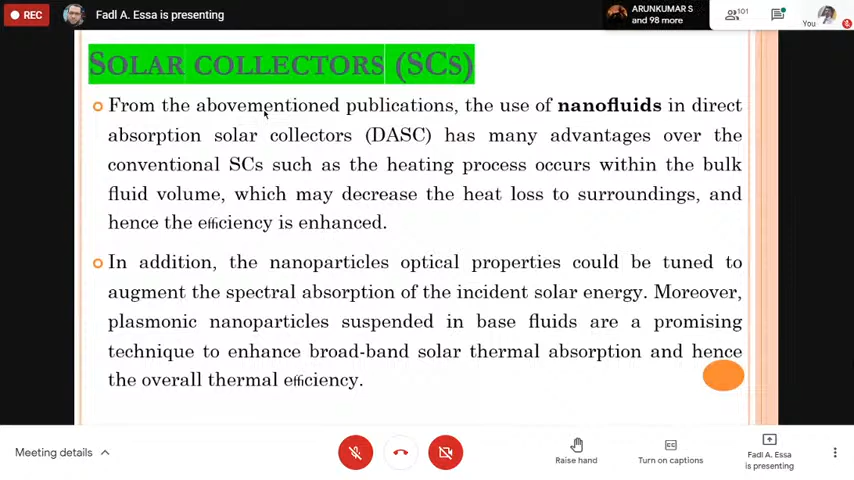 REC
Fadl A. Essa is presenting
ARUNKUMAR S
and 98 more
101
You
SOLAR COLLECTORS (SCS)
From the abovementioned publications, the use of nanofluids in direct
absorption solar collectors (DASC) has many advantages over the
conventional SCs such as the heating process occurs within the bulk
fluid volume, which may decrease the heat loss to surroundings, and
hence the efficiency is enhanced.
In addition, the nanoparticles optical properties could be tuned to
augment the spectral absorption of the incident solar energy. Moreover,
plasmonic nanoparticles suspended in base fluids are a promising
technique to enhance broad-band solar thermal absorption and hence
the overall thermal efficiency.
Meeting details
Raise hand
Turn on captions
Fadl A. Essa
is presenting